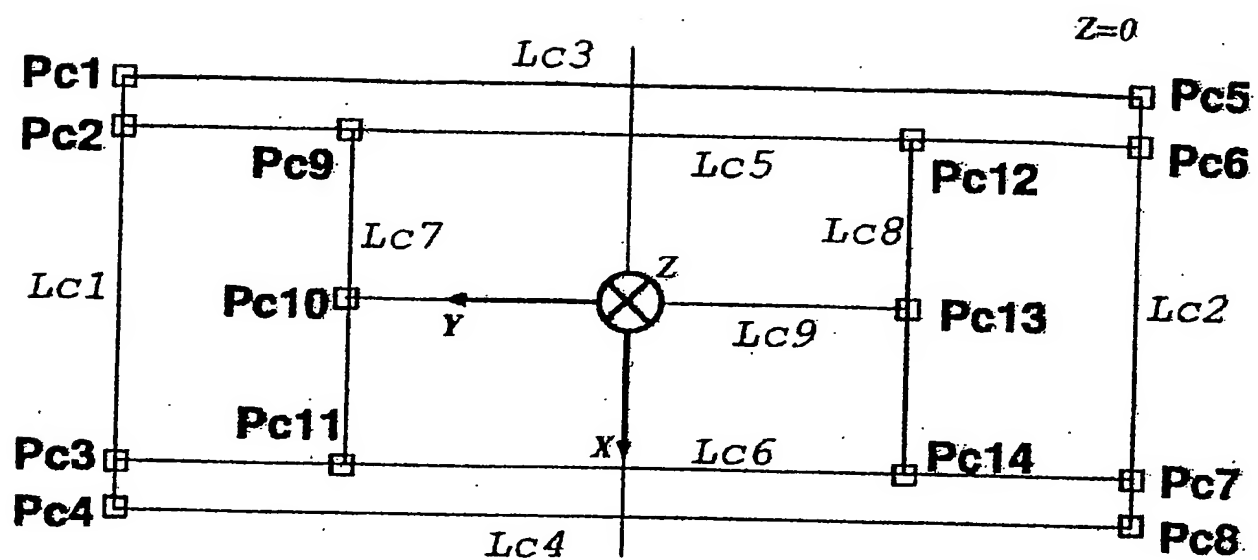 Z=0
Lc3
Pc1
Pc5
Pc2
Pc6
Pc9
Lc5
Pc12
Lc7
Lc8
Z
Lc1
Pc10
Y
Lc9
Pc13
Lc2
Pc11
X
Lc6
Pc14
Pc3
Pc7
Pc4
Pc8
Lc4